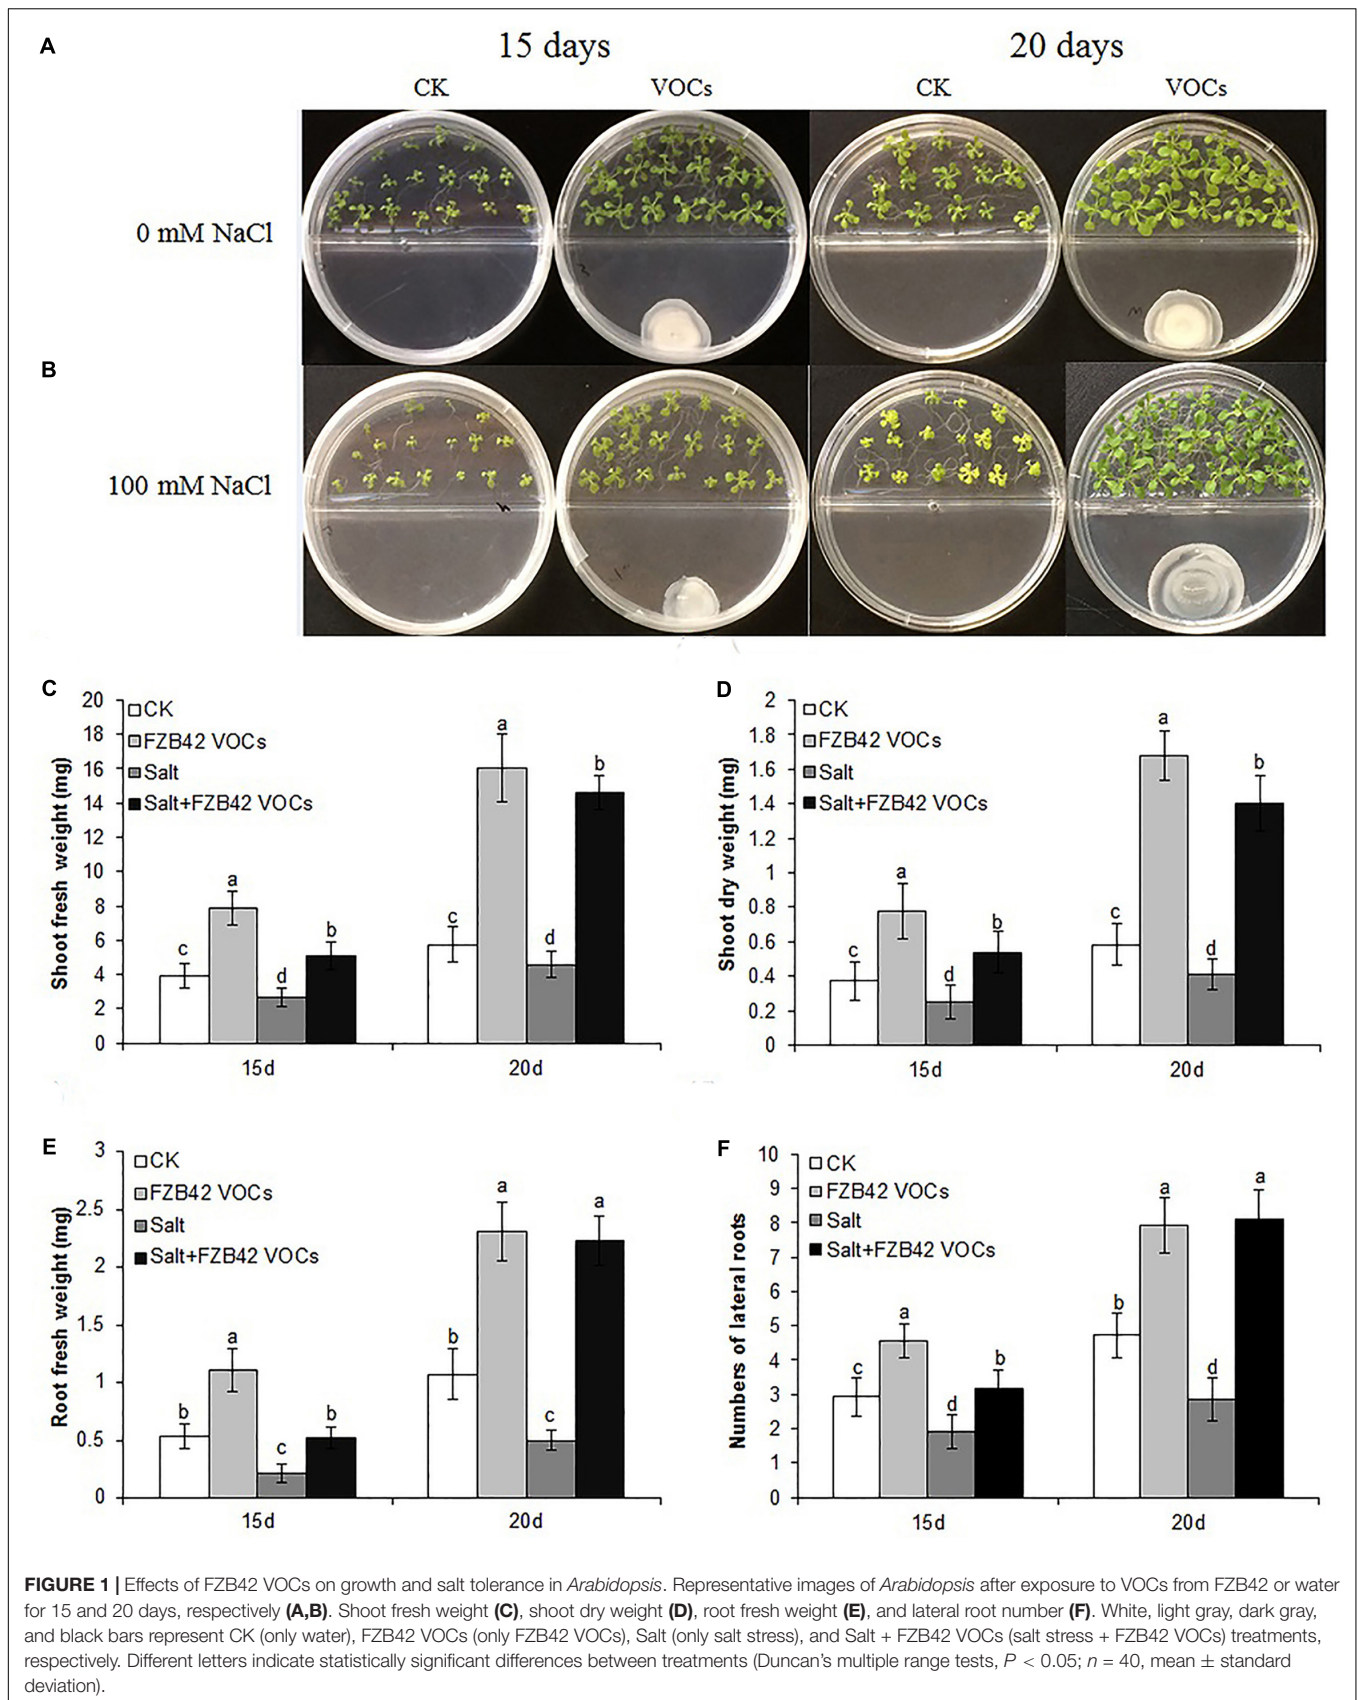 A
15 days
20 days
CK
VOCs
CK
VOCs
0 mM NaCl
B
100 mM NaCl
C
20
18
16
14
12
10
8
6
4
2
0
Shoot fresh weight (mg)
CK
FZB42 VOCs
Salt
Salt+FZB42 VOCs
c
a
d
b
c
a
d
b
15d
20d
D
2
1.8
1.6
1.4
1.2
1
0.8
0.6
0.4
0.2
0
Shoot dry weight (mg)
CK
FZB42 VOCs
Salt
Salt+FZB42 VOCs
c
a
d
b
c
a
d
b
15d
20d
E
3
2.5
2
1.5
1
0.5
0
Root fresh weight (mg)
CK
FZB42 VOCs
Salt
Salt+FZB42 VOCs
b
a
c
b
b
a
c
a
15d
20d
F
10
9
8
7
6
5
4
3
2
1
0
Numbers of lateral roots
CK
FZB42 VOCs
Salt
Salt+FZB42 VOCs
c
a
d
b
b
a
d
a
15d
20d
FIGURE 1 | Effects of FZB42 VOCs on growth and salt tolerance in Arabidopsis. Representative images of Arabidopsis after exposure to VOCs from FZB42 or water
for 15 and 20 days, respectively (A,B). Shoot fresh weight (C), shoot dry weight (D), root fresh weight (E), and lateral root number (F). White, light gray, dark gray,
and black bars represent CK (only water), FZB42 VOCs (only FZB42 VOCs), Salt (only salt stress), and Salt + FZB42 VOCs (salt stress + FZB42 VOCs) treatments,
respectively. Different letters indicate statistically significant differences between treatments (Duncan's multiple range tests, P < 0.05; n = 40, mean ± standard
deviation).